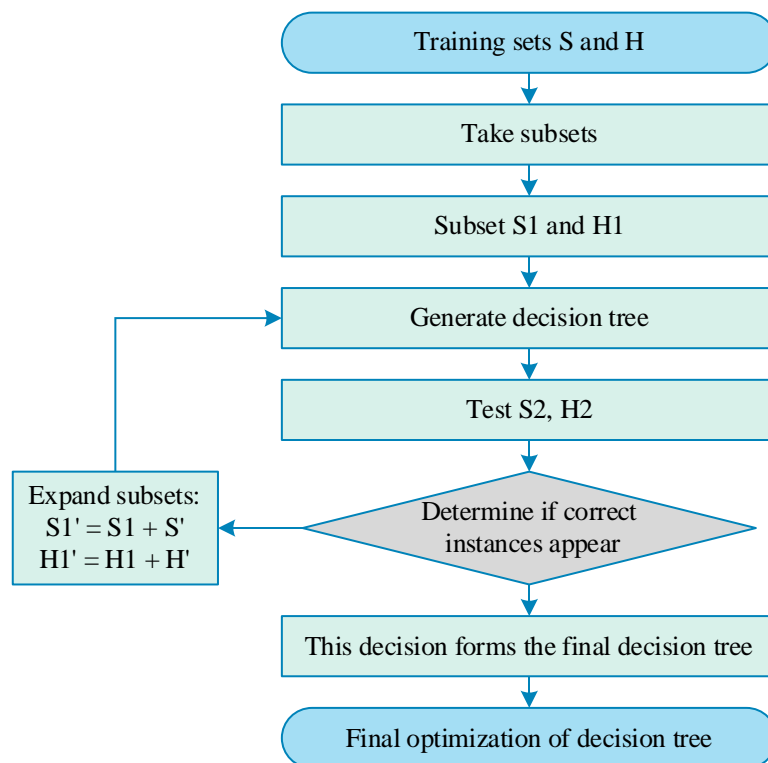 Training sets S and H
Take subsets
Subset S1 and H1
Generate decision tree
Test S2, H2
Expand subsets:
S1' = S1 + S'
H1' = H1 + H'
Determine if correct
instances appear
This decision forms the final decision tree
Final optimization of decision tree